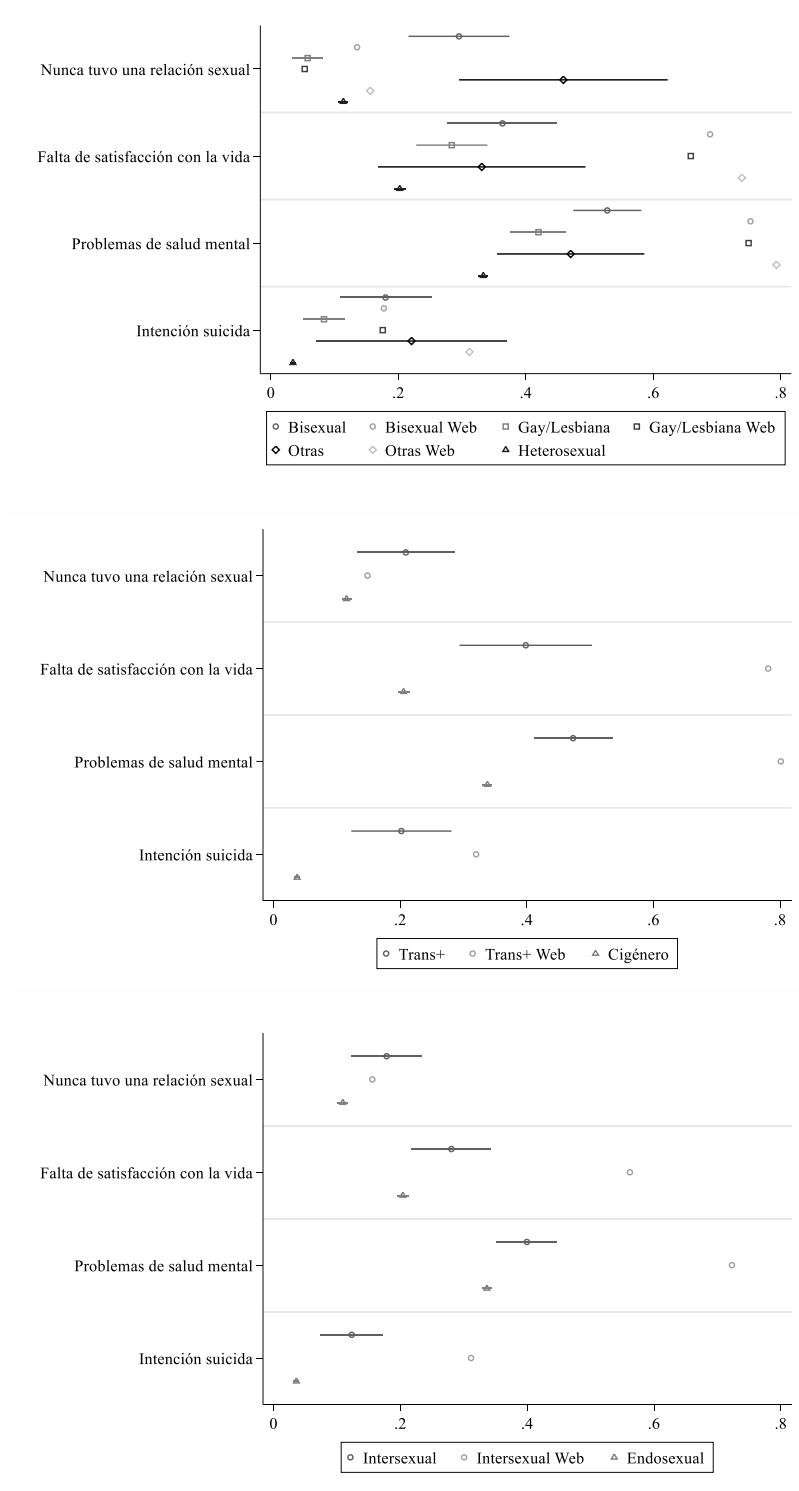 Nunca tuvo una relación sexual
Falta de satisfacción con la vida
Problemas de salud mental
Intención suicida
0 .2 .4 .6 .8
Bisexual Bisexual Web Gay/Lesbiana Gay/Lesbiana Web
Otras Otras Web Heterosexual
Nunca tuvo una relación sexual
Falta de satisfacción con la vida
Problemas de salud mental
Intención suicida
0 .2 .4 .6 .8
Trans+ Trans+ Web Cigénero
Nunca tuvo una relación sexual
Falta de satisfacción con la vida
Problemas de salud mental
Intención suicida
0 .2 .4 .6 .8
Intersexual Intersexual Web Endosexual